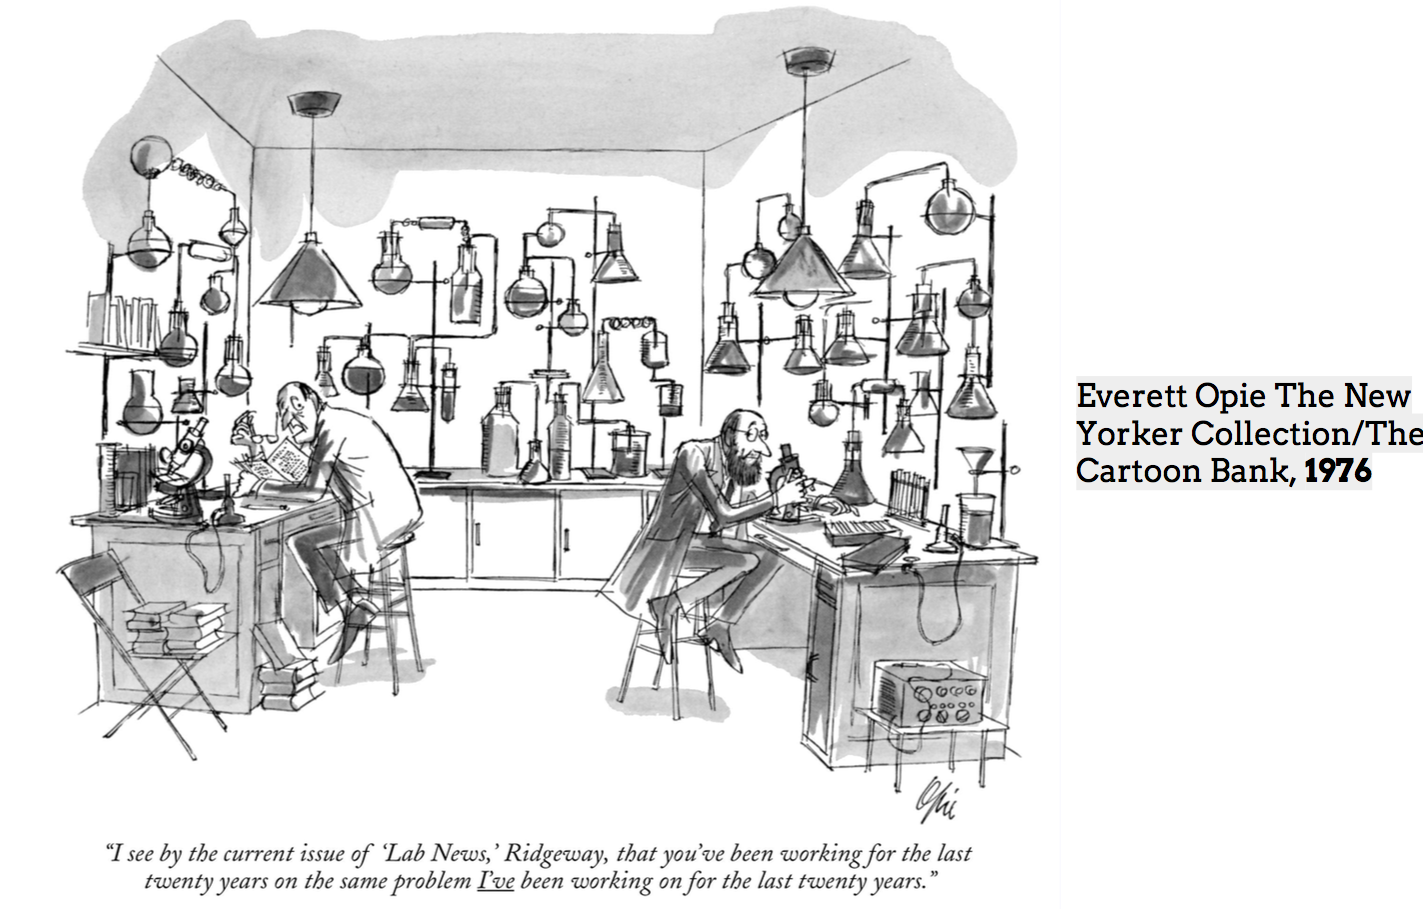 Opie
“I see by the current issue of ‘Lab News,’ Ridgeway, that you’ve been working for the last
twenty years on the same problem I’ve been working on for the last twenty years.”
Everett Opie The New
Yorker Collection/The
Cartoon Bank, 1976